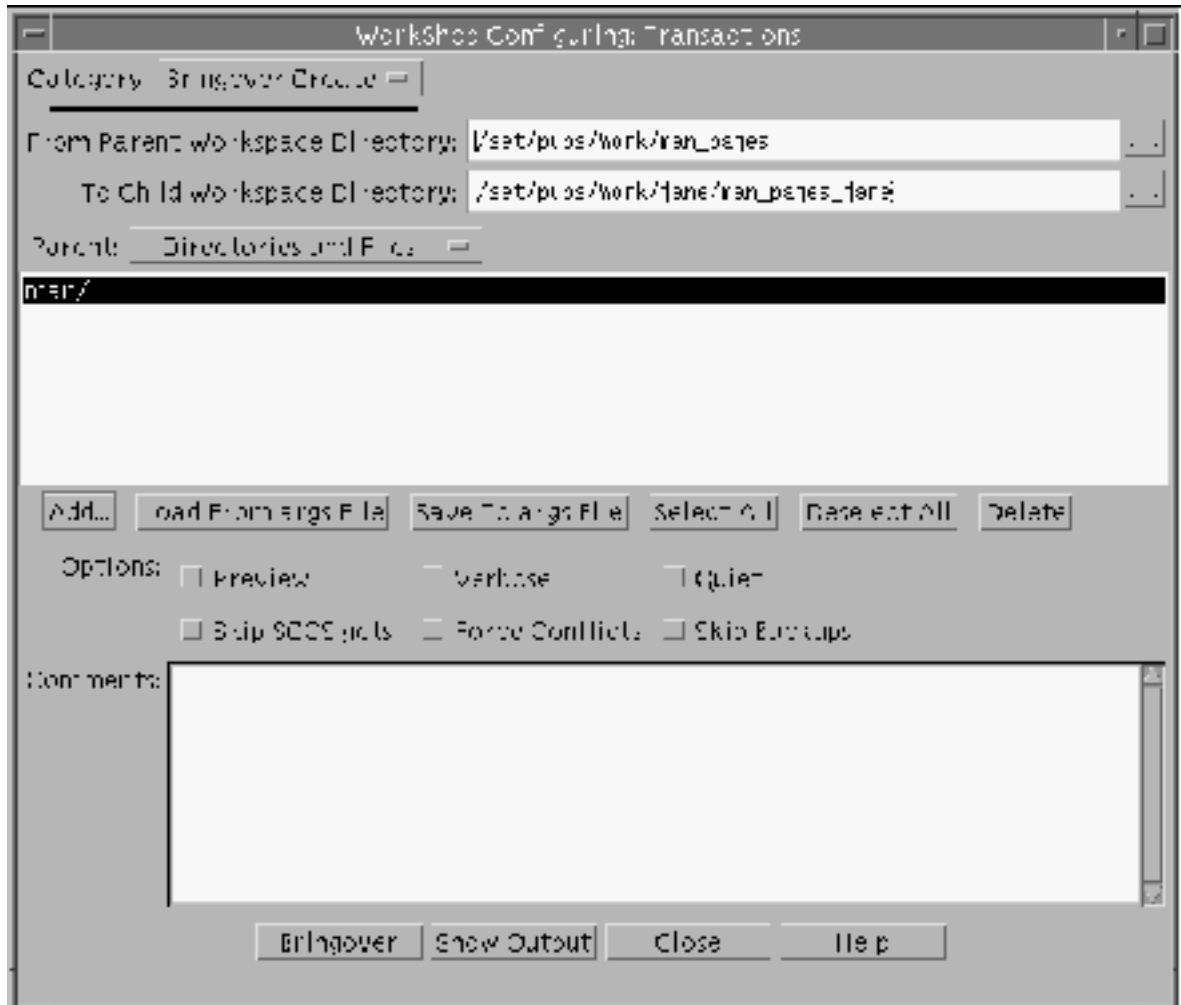 WorkShop Configuring: Transactions
Category: Bringover Create
From Parent Workspace Directory: /set/pubs/work/man_pages
...
To Child Workspace Directory: /set/pubs/work/jane/man_pages_jane
...
Parent: Directories and Files
man/
Add... Load From args File Save To args File Select All Deselect All Delete
Options: Preview Verbose Quiet
Skip SCCS gets Force Conflicts Skip Backups
Comments:
Bringover Show Output Close Help